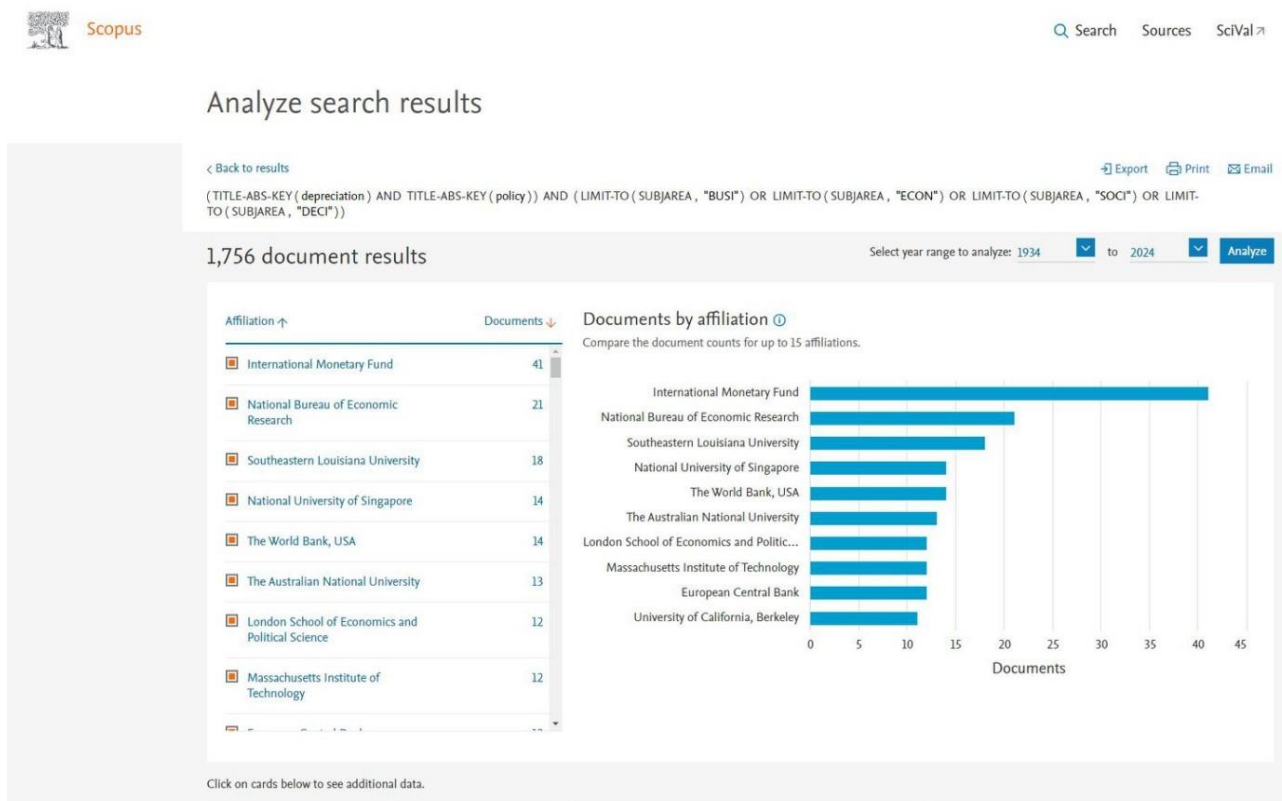 Scopus
Search Sources SciVal
Analyze search results
Back to results
Export Print Email
(TITLE-ABS-KEY(depreciation) AND TITLE-ABS-KEY(policy)) AND (LIMIT-TO(SUBJAREA, "BUSI") OR LIMIT-TO(SUBJAREA, "ECON") OR LIMIT-TO(SUBJAREA, "SOCI") OR LIMIT-
TO(SUBJAREA, "DECI"))
1,756 document results
Select year range to analyze: 1934 to 2024 Analyze
Affiliation Documents
International Monetary Fund 41
National Bureau of Economic 21
Research
Southeastern Louisiana University 18
National University of Singapore 14
The World Bank, USA 14
The Australian National University 13
London School of Economics and 12
Political Science
Massachusetts Institute of 12
Technology
Documents by affiliation
Compare the document counts for up to 15 affiliations.
International Monetary Fund
National Bureau of Economic Research
Southeastern Louisiana University
National University of Singapore
The World Bank, USA
The Australian National University
London School of Economics and Politic...
Massachusetts Institute of Technology
European Central Bank
University of California, Berkeley
0 5 10 15 20 25 30 35 40 45
Documents
Click on cards below to see additional data.